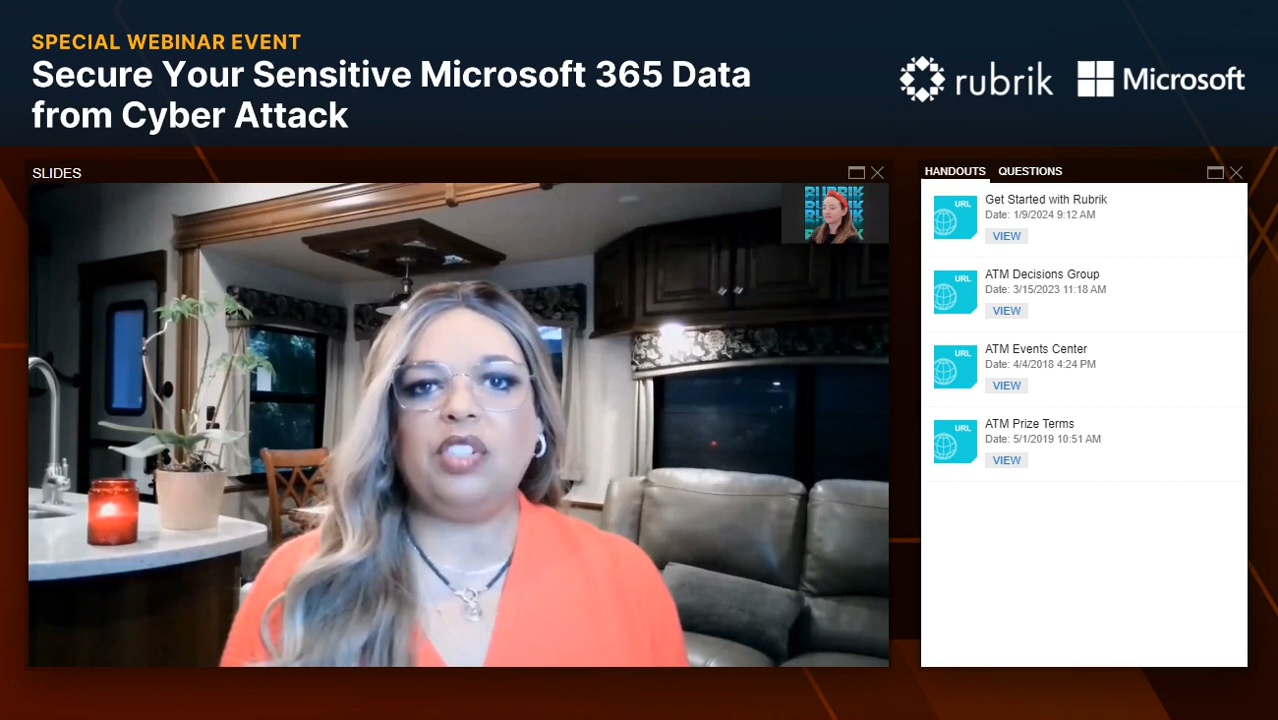 SPECIAL WEBINAR EVENT
Secure Your Sensitive Microsoft 365 Data
from Cyber Attack
rubrik
Microsoft
SLIDES
RUBRIK
RUBRIK
HANDOUTS QUESTIONS
URL
Get Started with Rubrik
Date: 1/9/2024 9:12 AM
VIEW
URL
ATM Decisions Group
Date: 3/15/2023 11:18 AM
VIEW
URL
ATM Events Center
Date: 4/4/2018 4:24 PM
VIEW
URL
ATM Prize Terms
Date: 5/1/2019 10:51 AM
VIEW